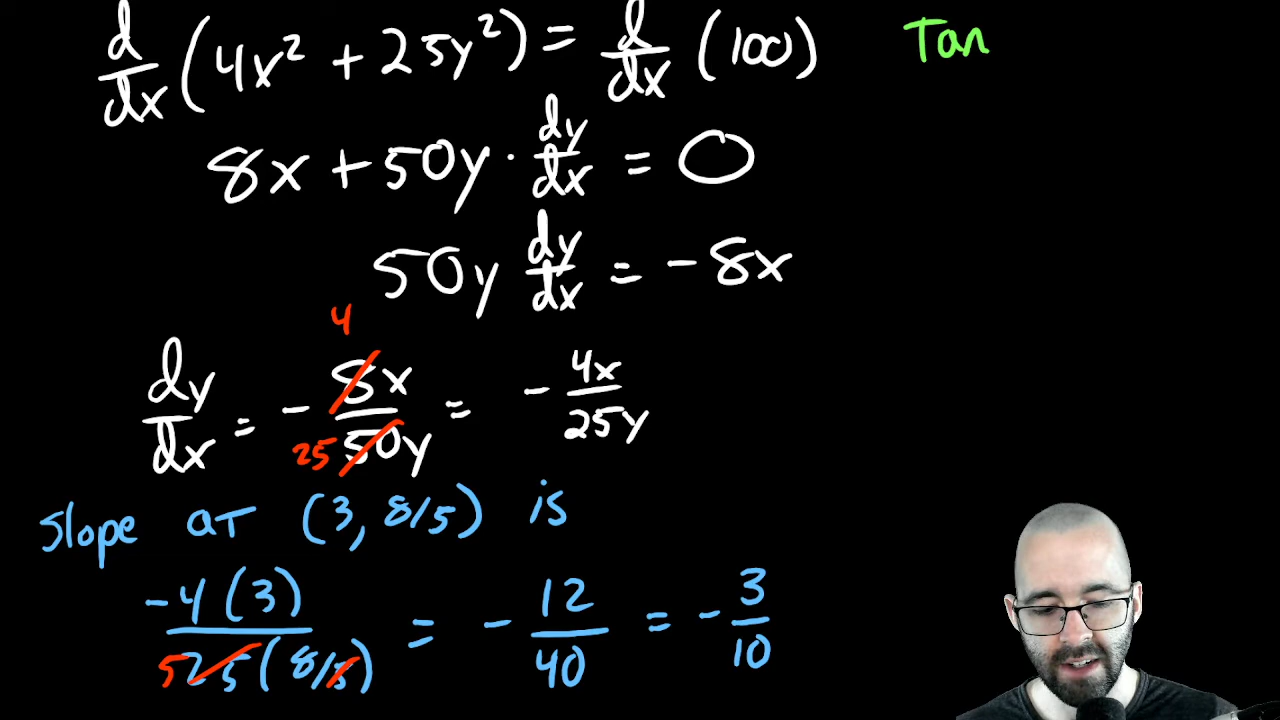 d/dx (4x² + 25y²) = d/dx (100)
Tan
8x + 50y · dy/dx = 0
50y dy/dx = -8x
4
dy/dx = - 8x/50y = - 4x/25y
25
Slope at (3, 8/5) is
-4(3)/25(8/5) = - 12/40 = - 3/10
5